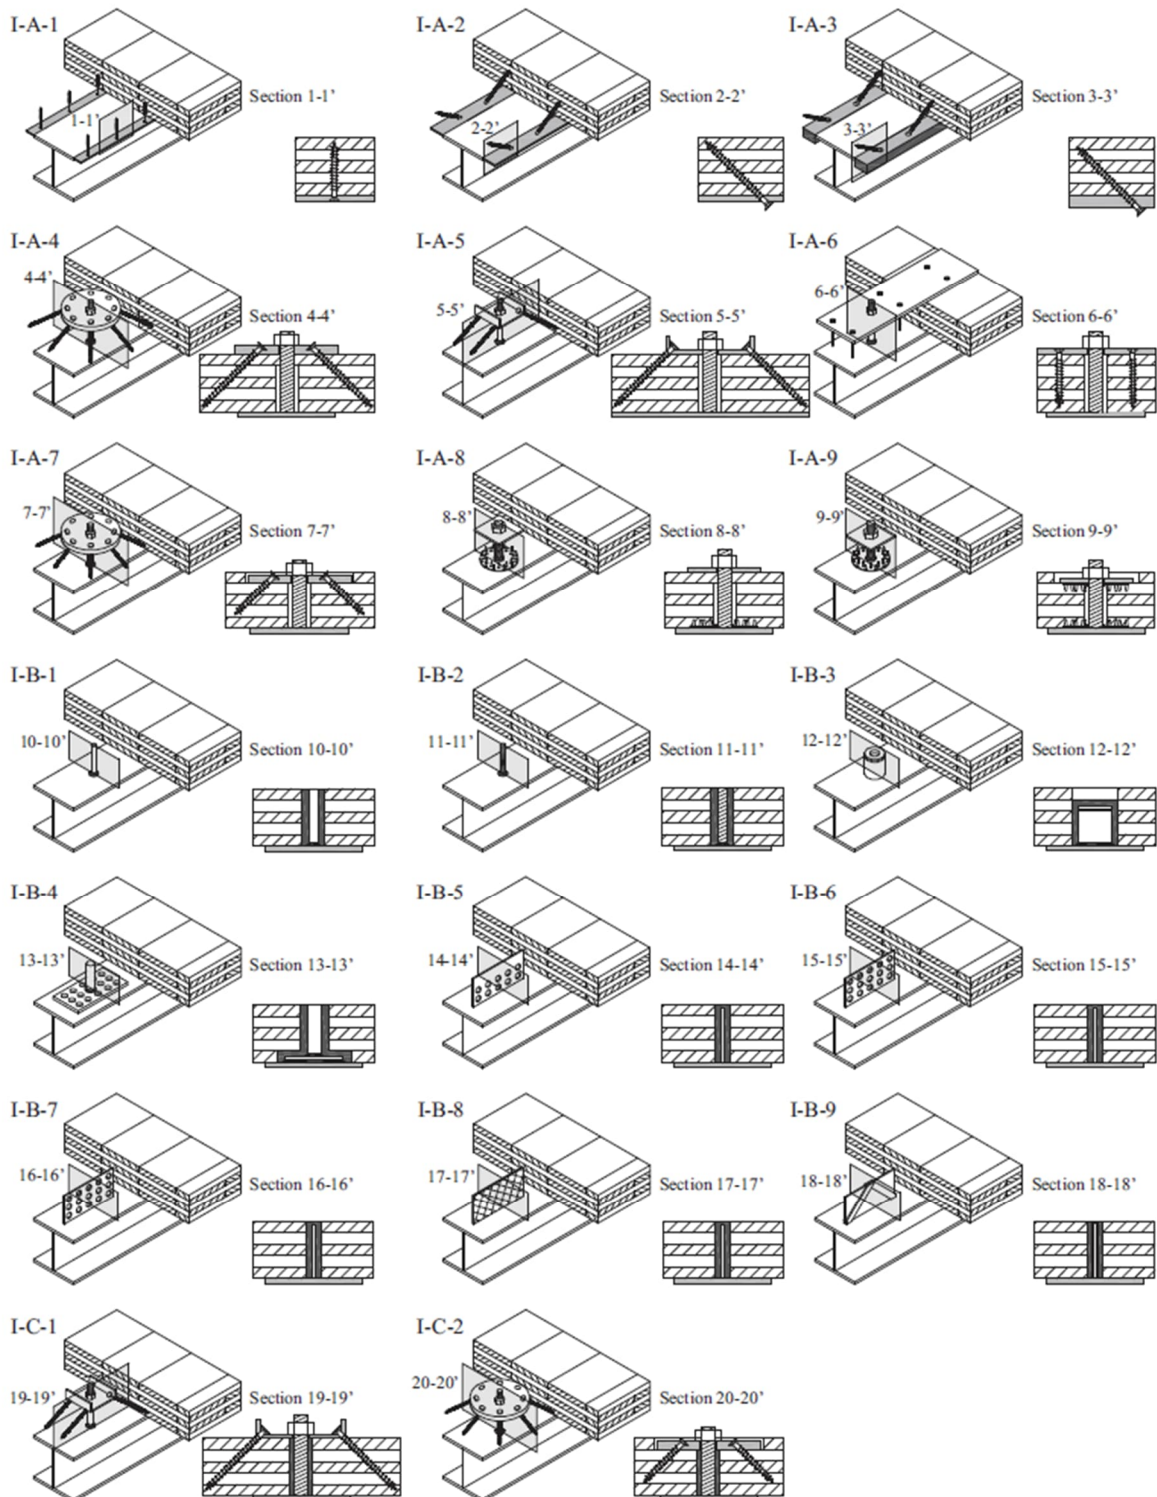 I-A-1
I-A-2
I-A-3
1-1'
Section 1-1'
2-2'
Section 2-2'
3-3'
Section 3-3'
I-A-4
I-A-5
I-A-6
4-4'
Section 4-4'
5-5'
Section 5-5'
6-6'
Section 6-6'
I-A-7
I-A-8
I-A-9
7-7'
Section 7-7'
8-8'
Section 8-8'
9-9'
Section 9-9'
I-B-1
I-B-2
I-B-3
10-10'
Section 10-10'
11-11'
Section 11-11'
12-12'
Section 12-12'
I-B-4
I-B-5
I-B-6
13-13'
Section 13-13'
14-14'
Section 14-14'
15-15'
Section 15-15'
I-B-7
I-B-8
I-B-9
16-16'
Section 16-16'
17-17'
Section 17-17'
18-18'
Section 18-18'
I-C-1
I-C-2
19-19'
Section 19-19'
20-20'
Section 20-20'